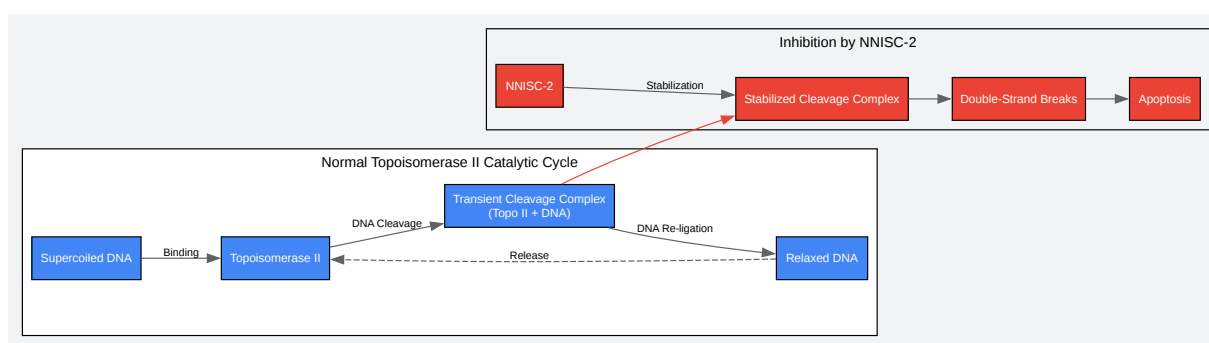 Inhibition by NNISC-2
NNISC-2
Stabilization
Stabilized Cleavage Complex
Double-Strand Breaks
Apoptosis
Normal Topoisomerase II Catalytic Cycle
Transient Cleavage Complex
(Topo II + DNA)
DNA Cleavage
DNA Re-ligation
Supercoiled DNA
Binding
Topoisomerase II
Release
Relaxed DNA